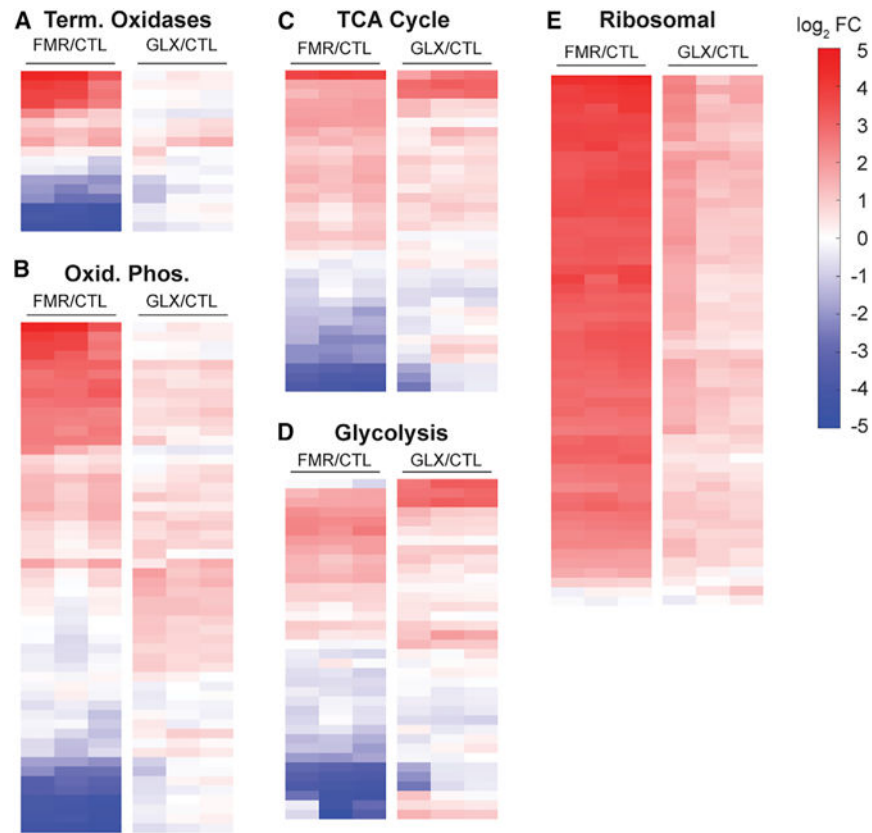 A Term. Oxidases
FMR/CTL GLX/CTL
B Oxid. Phos.
FMR/CTL GLX/CTL
C TCA Cycle
FMR/CTL GLX/CTL
D Glycolysis
FMR/CTL GLX/CTL
E Ribosomal
FMR/CTL GLX/CTL
log₂ FC
5
4
3
2
1
0
-1
-2
-3
-4
-5